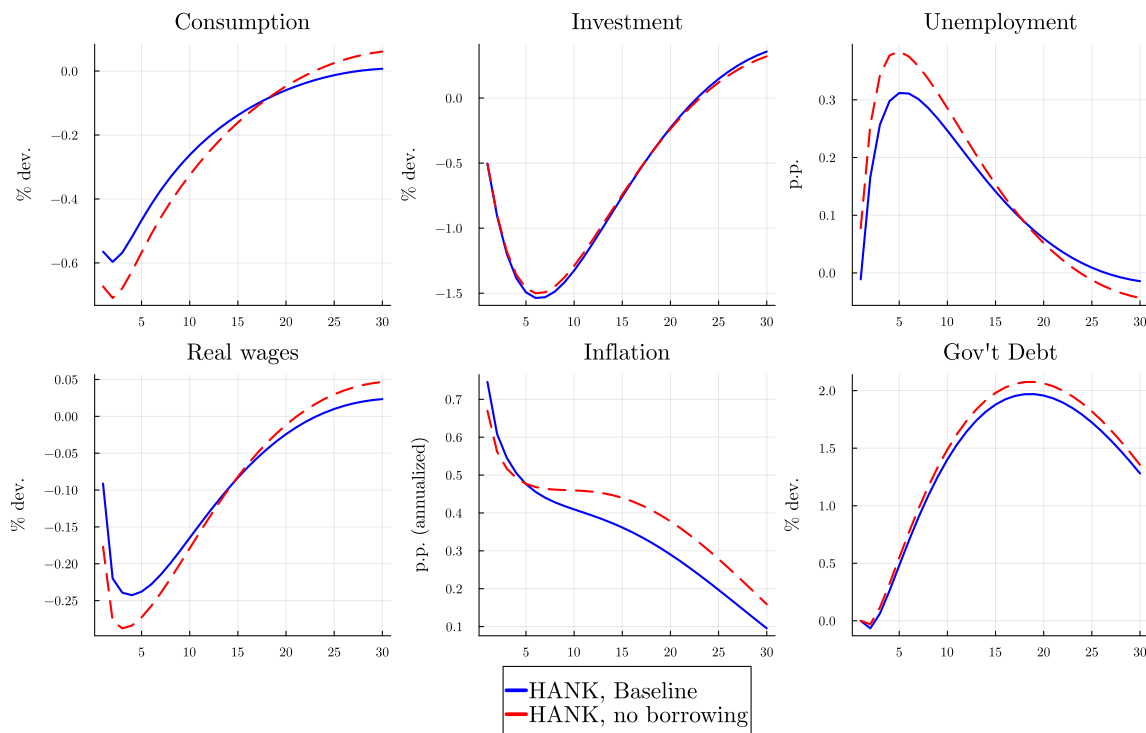 Consumption
% dev.
0.0
−0.2
−0.4
−0.6
5 10 15 20 25 30
Investment
% dev.
0.0
−0.5
−1.0
−1.5
5 10 15 20 25 30
Unemployment
p.p.
0.3
0.2
0.1
0.0
5 10 15 20 25 30
Real wages
% dev.
0.05
0.00
−0.05
−0.10
−0.15
−0.20
−0.25
5 10 15 20 25 30
Inflation
p.p. (annualized)
0.7
0.6
0.5
0.4
0.3
0.2
0.1
5 10 15 20 25 30
Gov't Debt
% dev.
2.0
1.5
1.0
0.5
0.0
5 10 15 20 25 30
HANK, Baseline
HANK, no borrowing